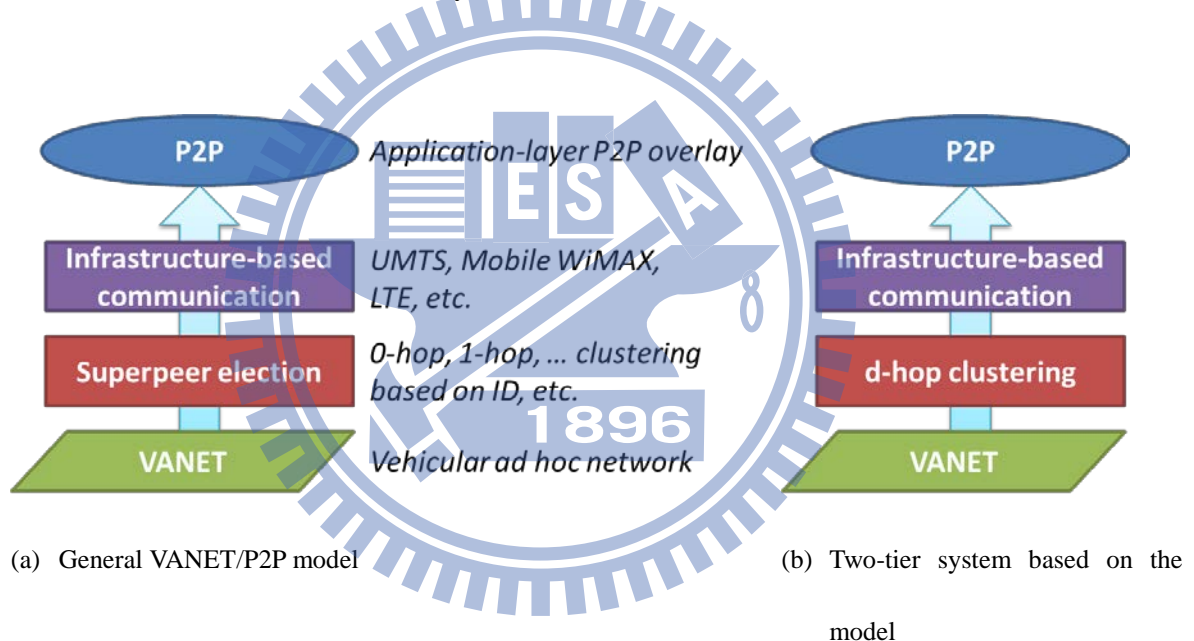 P2P
Application-layer P2P overlay
Infrastructure-based
communication
UMTS, Mobile WiMAX,
LTE, etc.
Superpeer election
0-hop, 1-hop, ... clustering
based on ID, etc.
VANET
Vehicular ad hoc network
P2P
Infrastructure-based
communication
d-hop clustering
VANET
ESA
1896
(a) General VANET/P2P model
(b) Two-tier system based on the
model